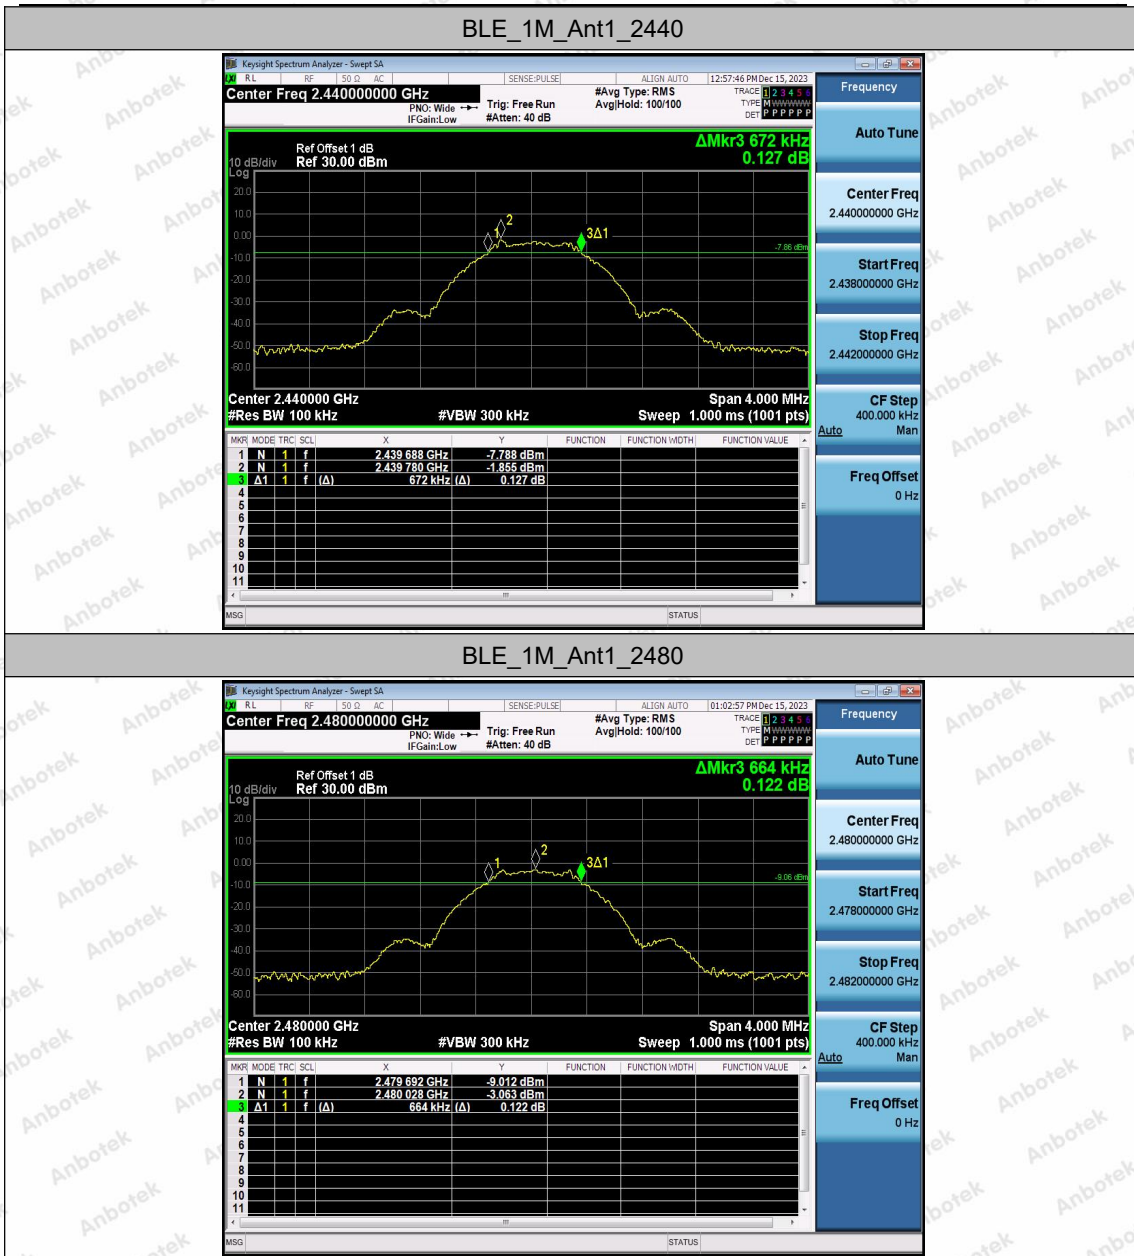 BLE_1M_Ant1_2440
Keysight Spectrum Analyzer - Swept SA
LXI RL RF 50 Ω AC SENSE:PULSE ALIGN AUTO 12:57:46 PM Dec 15, 2023
Center Freq 2.440000000 GHz #Avg Type: RMS TRACE 1 2 3 4 5 6
PNO: Wide Trig: Free Run Avg|Hold: 100/100 TYPE M WWWWW
IFGain:Low #Atten: 40 dB DET P P P P P P
Frequency
Auto Tune
Center Freq
2.440000000 GHz
Start Freq
2.438000000 GHz
Stop Freq
2.442000000 GHz
CF Step
400.000 kHz
Auto Man
Freq Offset
0 Hz
ΔMkr3 672 kHz
0.127 dB
Ref Offset 1 dB
10 dB/div Ref 30.00 dBm
Log
20.0
10.0
0.00
-10.0
-20.0
-30.0
-40.0
-50.0
-60.0
1
2
3Δ1
-7.86 dBm
Center 2.440000 GHz Span 4.000 MHz
#Res BW 100 kHz #VBW 300 kHz Sweep 1.000 ms (1001 pts)
MKR MODE TRC SCL X Y FUNCTION FUNCTION WIDTH FUNCTION VALUE
1 N 1 f 2.439 688 GHz -7.788 dBm
2 N 1 f 2.439 780 GHz -1.855 dBm
3 Δ1 1 f (Δ) 672 kHz (Δ) 0.127 dB
4
5
6
7
8
9
10
11
MSG STATUS
BLE_1M_Ant1_2480
Keysight Spectrum Analyzer - Swept SA
LXI RL RF 50 Ω AC SENSE:PULSE ALIGN AUTO 01:02:57 PM Dec 15, 2023
Center Freq 2.480000000 GHz #Avg Type: RMS TRACE 1 2 3 4 5 6
PNO: Wide Trig: Free Run Avg|Hold: 100/100 TYPE M WWWWW
IFGain:Low #Atten: 40 dB DET P P P P P P
Frequency
Auto Tune
Center Freq
2.480000000 GHz
Start Freq
2.478000000 GHz
Stop Freq
2.482000000 GHz
CF Step
400.000 kHz
Auto Man
Freq Offset
0 Hz
ΔMkr3 664 kHz
0.122 dB
Ref Offset 1 dB
10 dB/div Ref 30.00 dBm
Log
20.0
10.0
0.00
-10.0
-20.0
-30.0
-40.0
-50.0
-60.0
1
2
3Δ1
-9.06 dBm
Center 2.480000 GHz Span 4.000 MHz
#Res BW 100 kHz #VBW 300 kHz Sweep 1.000 ms (1001 pts)
MKR MODE TRC SCL X Y FUNCTION FUNCTION WIDTH FUNCTION VALUE
1 N 1 f 2.479 692 GHz -9.012 dBm
2 N 1 f 2.480 028 GHz -3.063 dBm
3 Δ1 1 f (Δ) 664 kHz (Δ) 0.122 dB
4
5
6
7
8
9
10
11
MSG STATUS
Anbotek